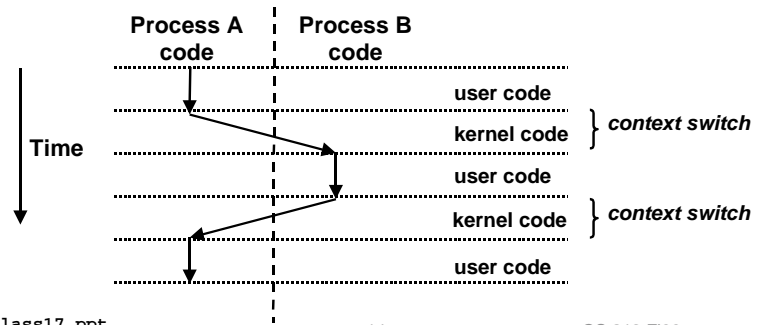 Process A code
Process B code
Time
user code
kernel code
context switch
user code
kernel code
context switch
user code